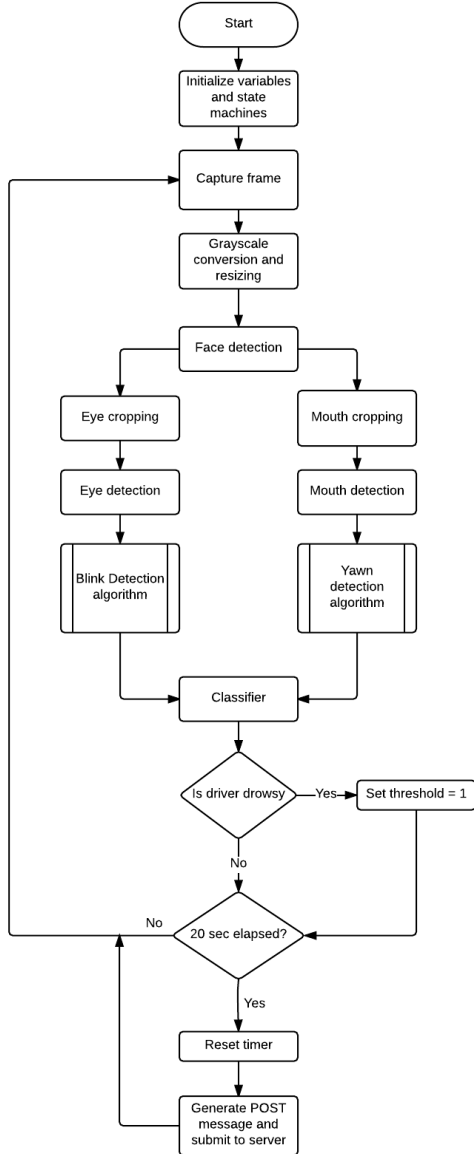 Start
Initialize variables
and state
machines
Capture frame
Grayscale
conversion and
resizing
Face detection
Eye cropping
Mouth cropping
Eye detection
Mouth detection
Blink Detection
algorithm
Yawn
detection
algorithm
Classifier
Is driver drowsy
Yes
Set threshold = 1
No
No
20 sec elapsed?
Yes
Reset timer
Generate POST
message and
submit to server